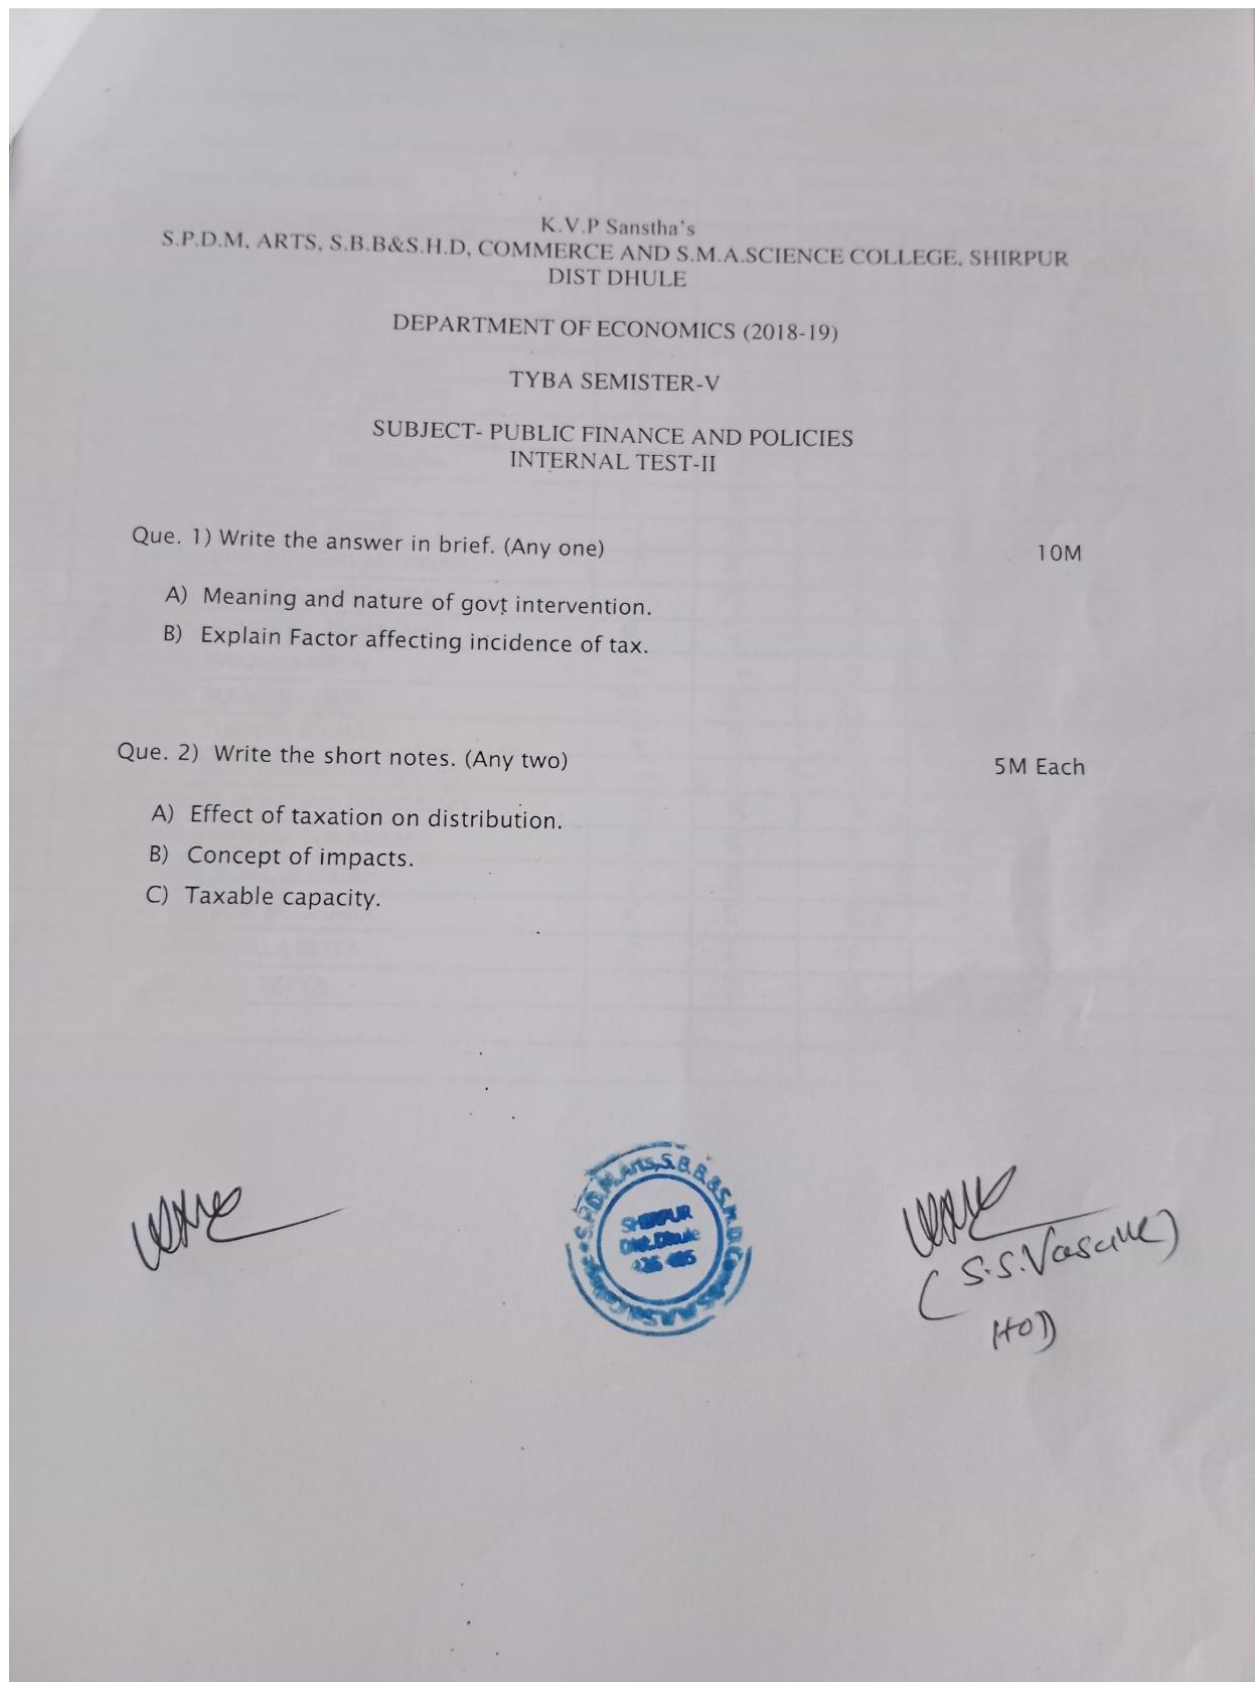 K.V.P Sanstha's
S.P.D.M. ARTS, S.B.B&S.H.D, COMMERCE AND S.M.A.SCIENCE COLLEGE, SHIRPUR
DIST DHULE
DEPARTMENT OF ECONOMICS (2018-19)
TYBA SEMISTER-V
SUBJECT- PUBLIC FINANCE AND POLICIES
INTERNAL TEST-II
Que. 1) Write the answer in brief. (Any one) 10M
A) Meaning and nature of govt intervention.
B) Explain Factor affecting incidence of tax.
Que. 2) Write the short notes. (Any two) 5M Each
A) Effect of taxation on distribution.
B) Concept of impacts.
C) Taxable capacity.
S.P.D.M.Arts,S.B.B.&S.H.D.
SHIRPUR
Dist.Dhule
(S.S.Vasave)
HOD